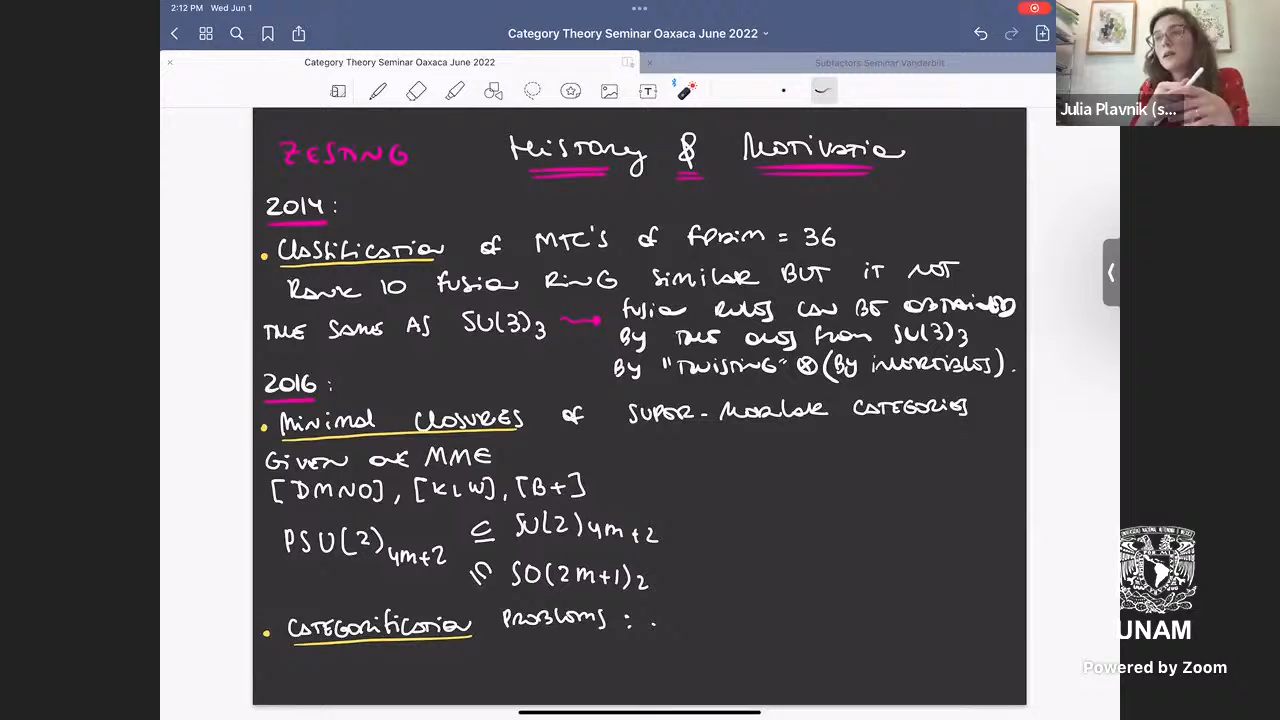 2:12 PM Wed Jun 1
Category Theory Seminar Oaxaca June 2022
Category Theory Seminar Oaxaca June 2022
Subfactors Seminar Vanderbilt
Julia Plavnik (s...
ZESTING
HISTORY & MOTIVATION
2014:
• CLASSIFICATION of MTC's of FPDIM = 36
RANK 10 FUSION RING SIMILAR BUT it NOT
THE SAME AS SU(3)₃ ⟿ FUSION RULES CAN BE OBTAINED
BY THE ONES FROM SU(3)₃
BY "TWISTING" ⊗ (BY INVERTIBLES).
2016:
• MINIMAL CLOSURES of SUPER-MODULAR CATEGORIES
GIVEN ONE MME
[DMNO], [KLW], [B+]
PSU(2)₄ₘ₊₂ ⊆ SU(2)₄ₘ₊₂
SO(2m+1)₂
• CATEGORIFICATION PROBLEMS: .
UNAM
Powered by Zoom